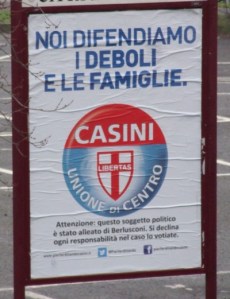 NOI DIFENDIAMO
I DEBOLI
E LE FAMIGLIE.
CASINI
LIBERTAS
UNIONE DI CENTRO
Attenzione: questo soggetto politico
è stato alleato di Berlusconi. Si declina
ogni responsabilità nel caso lo votiate.